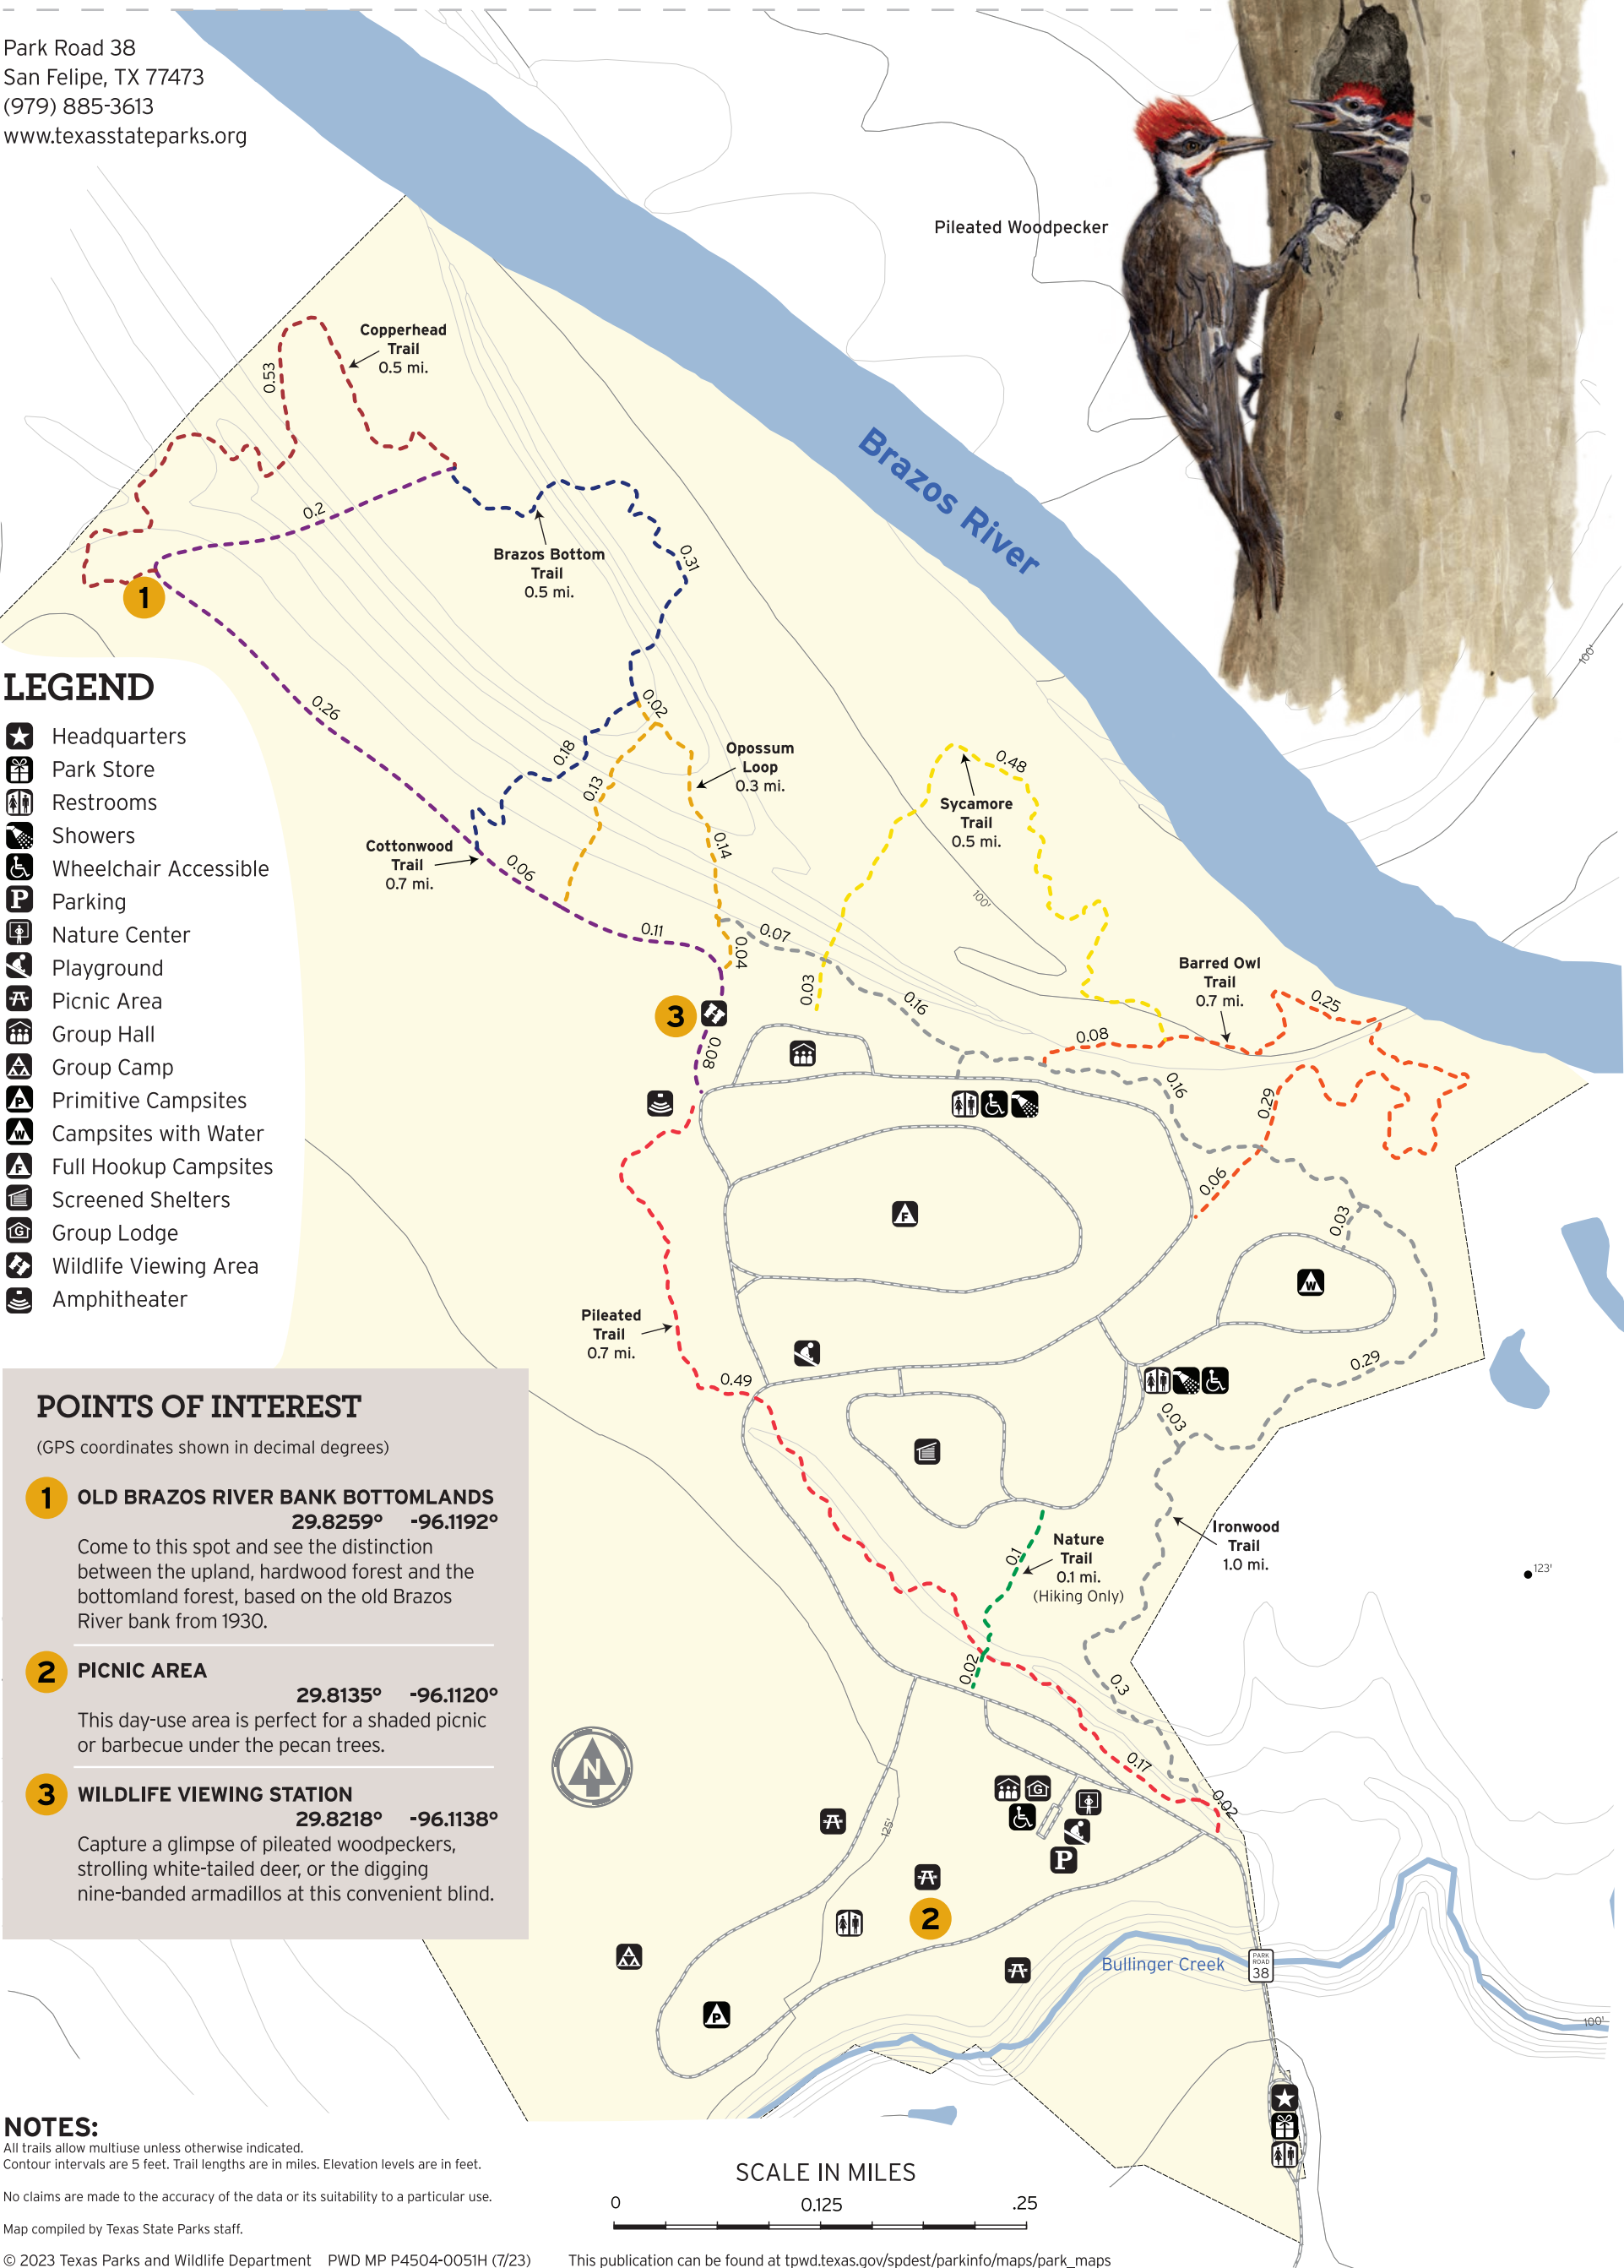 Park Road 38
San Felipe, TX 77473
(979) 885-3613
www.texasstateparks.org
Pileated Woodpecker
Brazos River
Copperhead
Trail
0.5 mi.
0.53
0.2
Brazos Bottom
Trail
0.5 mi.
0.31
1
0.26
0.02
0.18
0.13
Opossum
Loop
0.3 mi.
0.14
Cottonwood
Trail
0.7 mi.
0.06
0.11
0.04
0.07
0.03
0.48
Sycamore
Trail
0.5 mi.
100'
100'
0.16
Barred Owl
Trail
0.7 mi.
0.25
0.08
3
0.08
0.16
0.29
0.06
0.03
F
W
Pileated
Trail
0.7 mi.
0.49
0.29
0.03
Ironwood
Trail
1.0 mi.
Nature
Trail
0.1 mi.
(Hiking Only)
0.1
0.02
0.3
0.17
0.02
123'
125'
N
G
P
2
P
Bullinger Creek
PARK
ROAD
38
100'
LEGEND
Headquarters
Park Store
Restrooms
Showers
Wheelchair Accessible
P Parking
Nature Center
Playground
Picnic Area
Group Hall
Group Camp
P Primitive Campsites
W Campsites with Water
F Full Hookup Campsites
Screened Shelters
G Group Lodge
Wildlife Viewing Area
Amphitheater
POINTS OF INTEREST
(GPS coordinates shown in decimal degrees)
1 OLD BRAZOS RIVER BANK BOTTOMLANDS
29.8259° -96.1192°
Come to this spot and see the distinction
between the upland, hardwood forest and the
bottomland forest, based on the old Brazos
River bank from 1930.
2 PICNIC AREA
29.8135° -96.1120°
This day-use area is perfect for a shaded picnic
or barbecue under the pecan trees.
3 WILDLIFE VIEWING STATION
29.8218° -96.1138°
Capture a glimpse of pileated woodpeckers,
strolling white-tailed deer, or the digging
nine-banded armadillos at this convenient blind.
NOTES:
All trails allow multiuse unless otherwise indicated.
Contour intervals are 5 feet. Trail lengths are in miles. Elevation levels are in feet.
No claims are made to the accuracy of the data or its suitability to a particular use.
Map compiled by Texas State Parks staff.
© 2023 Texas Parks and Wildlife Department PWD MP P4504-0051H (7/23)
SCALE IN MILES
0 0.125 .25
This publication can be found at tpwd.texas.gov/spdest/parkinfo/maps/park_maps